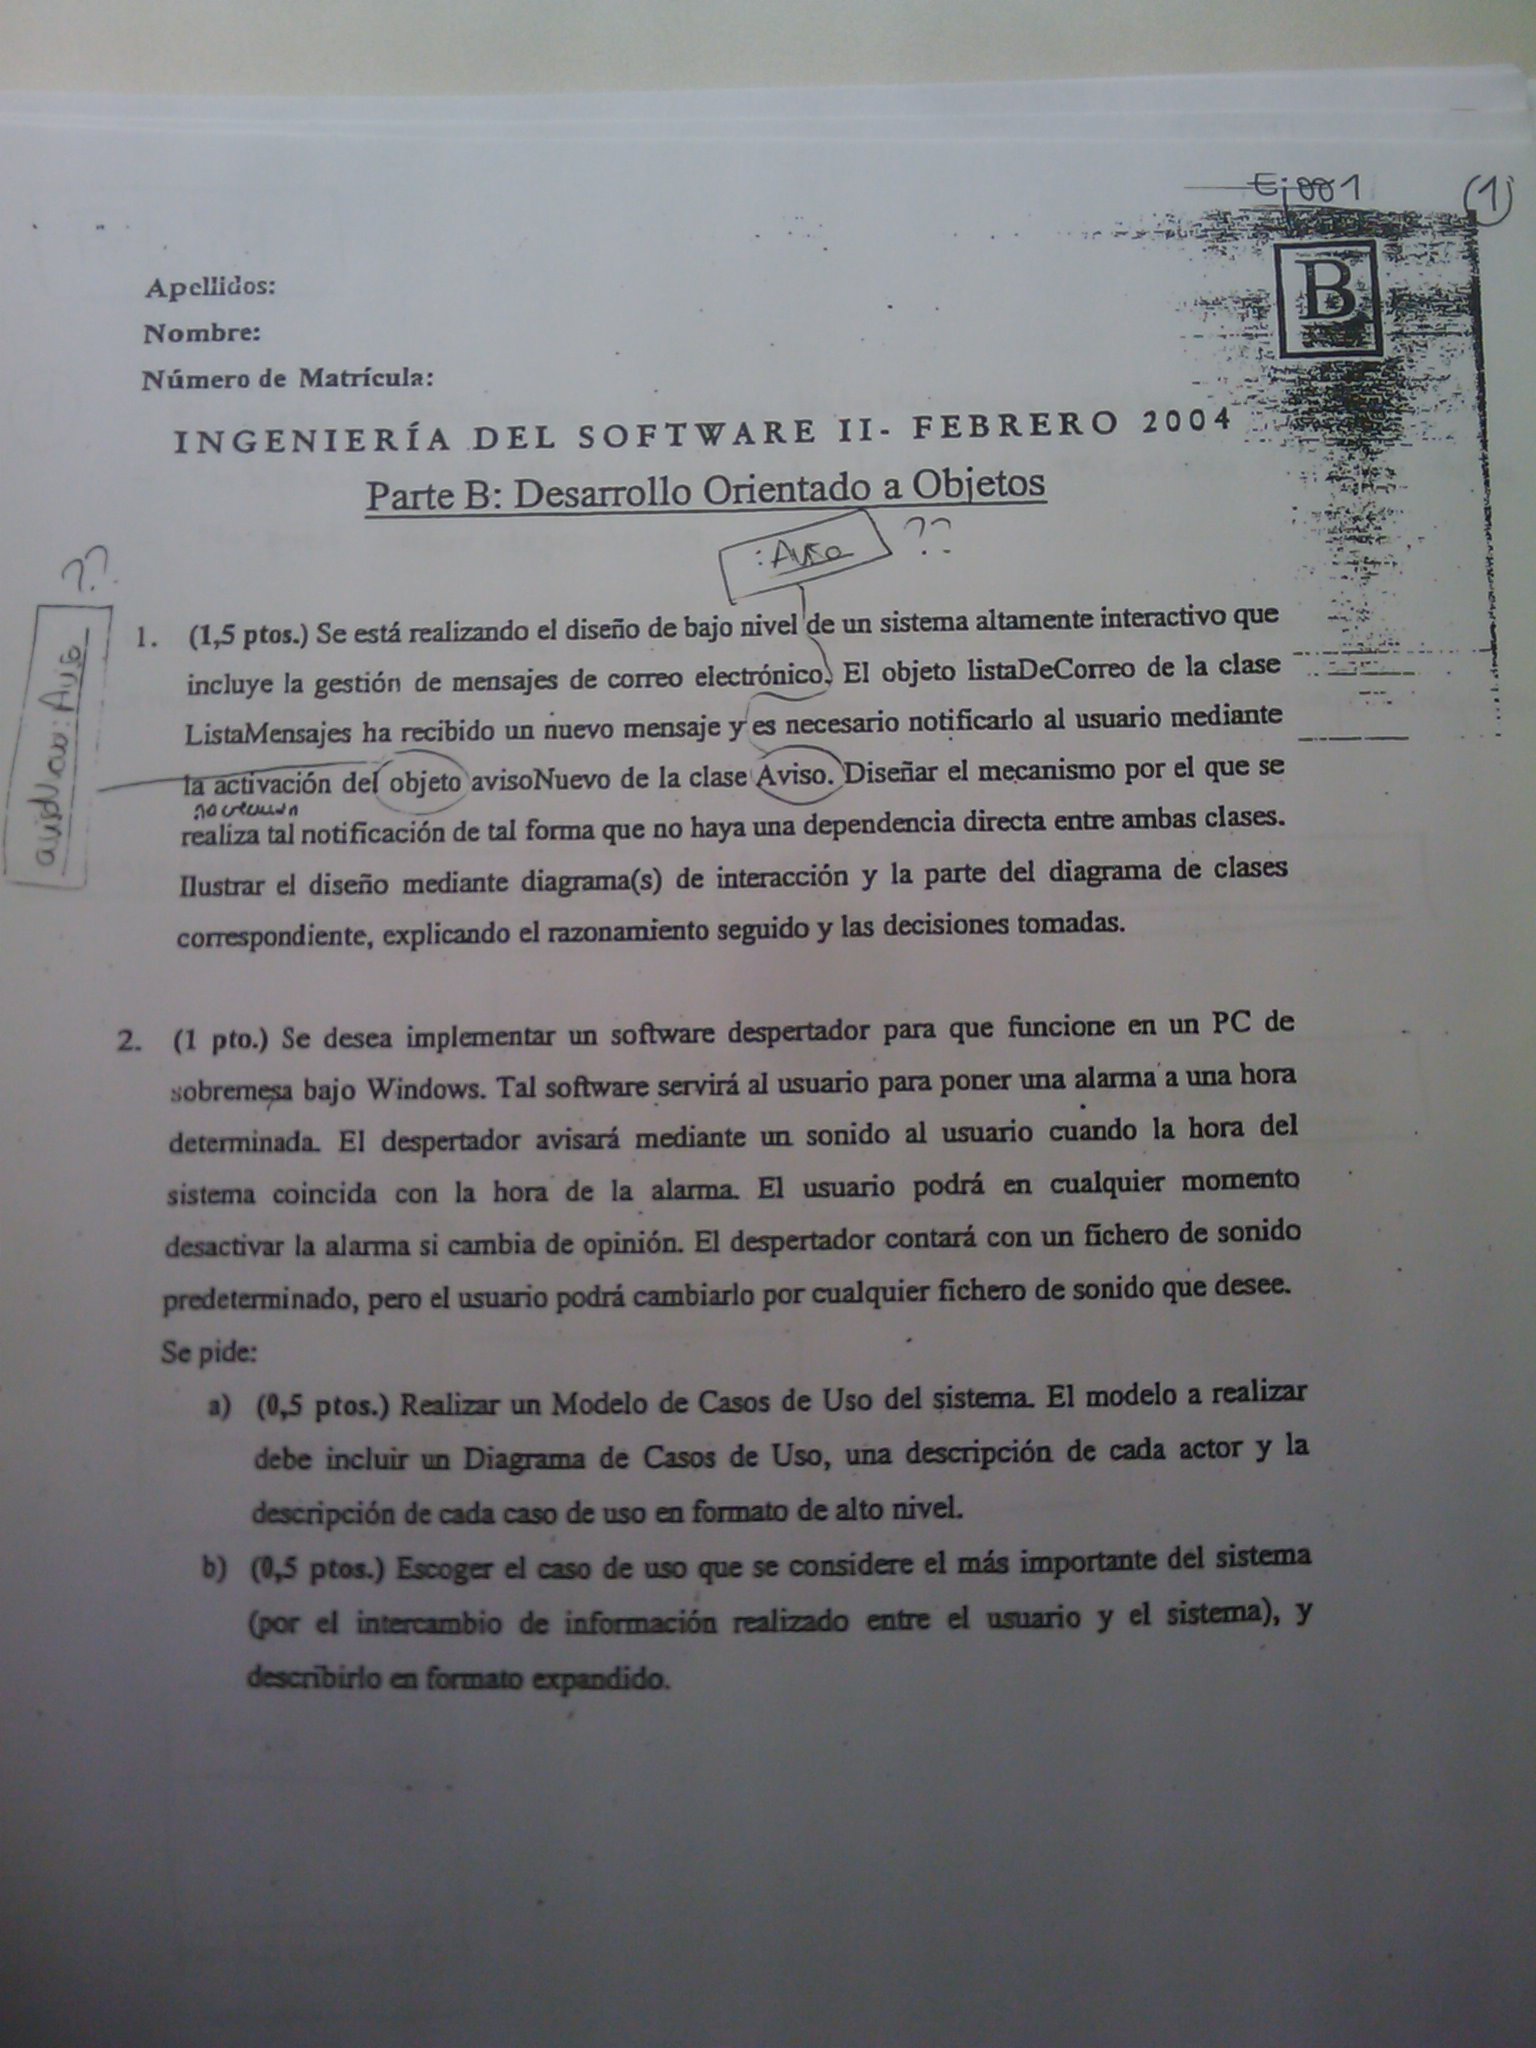 Ej001
1
B
Apellidos:
Nombre:
Número de Matrícula:
INGENIERÍA DEL SOFTWARE II- FEBRERO 2004
Parte B: Desarrollo Orientado a Objetos
:Aviso ??
??
1. (1,5 ptos.) Se está realizando el diseño de bajo nivel de un sistema altamente interactivo que
incluye la gestión de mensajes de correo electrónico. El objeto listaDeCorreo de la clase
ListaMensajes ha recibido un nuevo mensaje y es necesario notificarlo al usuario mediante
la activación del objeto avisoNuevo de la clase Aviso. Diseñar el mecanismo por el que se
no creación
realiza tal notificación de tal forma que no haya una dependencia directa entre ambas clases.
Ilustrar el diseño mediante diagrama(s) de interacción y la parte del diagrama de clases
correspondiente, explicando el razonamiento seguido y las decisiones tomadas.
2. (1 pto.) Se desea implementar un software despertador para que funcione en un PC de
sobremesa bajo Windows. Tal software servirá al usuario para poner una alarma a una hora
determinada. El despertador avisará mediante un sonido al usuario cuando la hora del
sistema coincida con la hora de la alarma. El usuario podrá en cualquier momento
desactivar la alarma si cambia de opinión. El despertador contará con un fichero de sonido
predeterminado, pero el usuario podrá cambiarlo por cualquier fichero de sonido que desee.
Se pide:
a) (0,5 ptos.) Realizar un Modelo de Casos de Uso del sistema. El modelo a realizar
debe incluir un Diagrama de Casos de Uso, una descripción de cada actor y la
descripción de cada caso de uso en formato de alto nivel.
b) (0,5 ptos.) Escoger el caso de uso que se considere el más importante del sistema
(por el intercambio de información realizado entre el usuario y el sistema), y
describirlo en formato expandido.